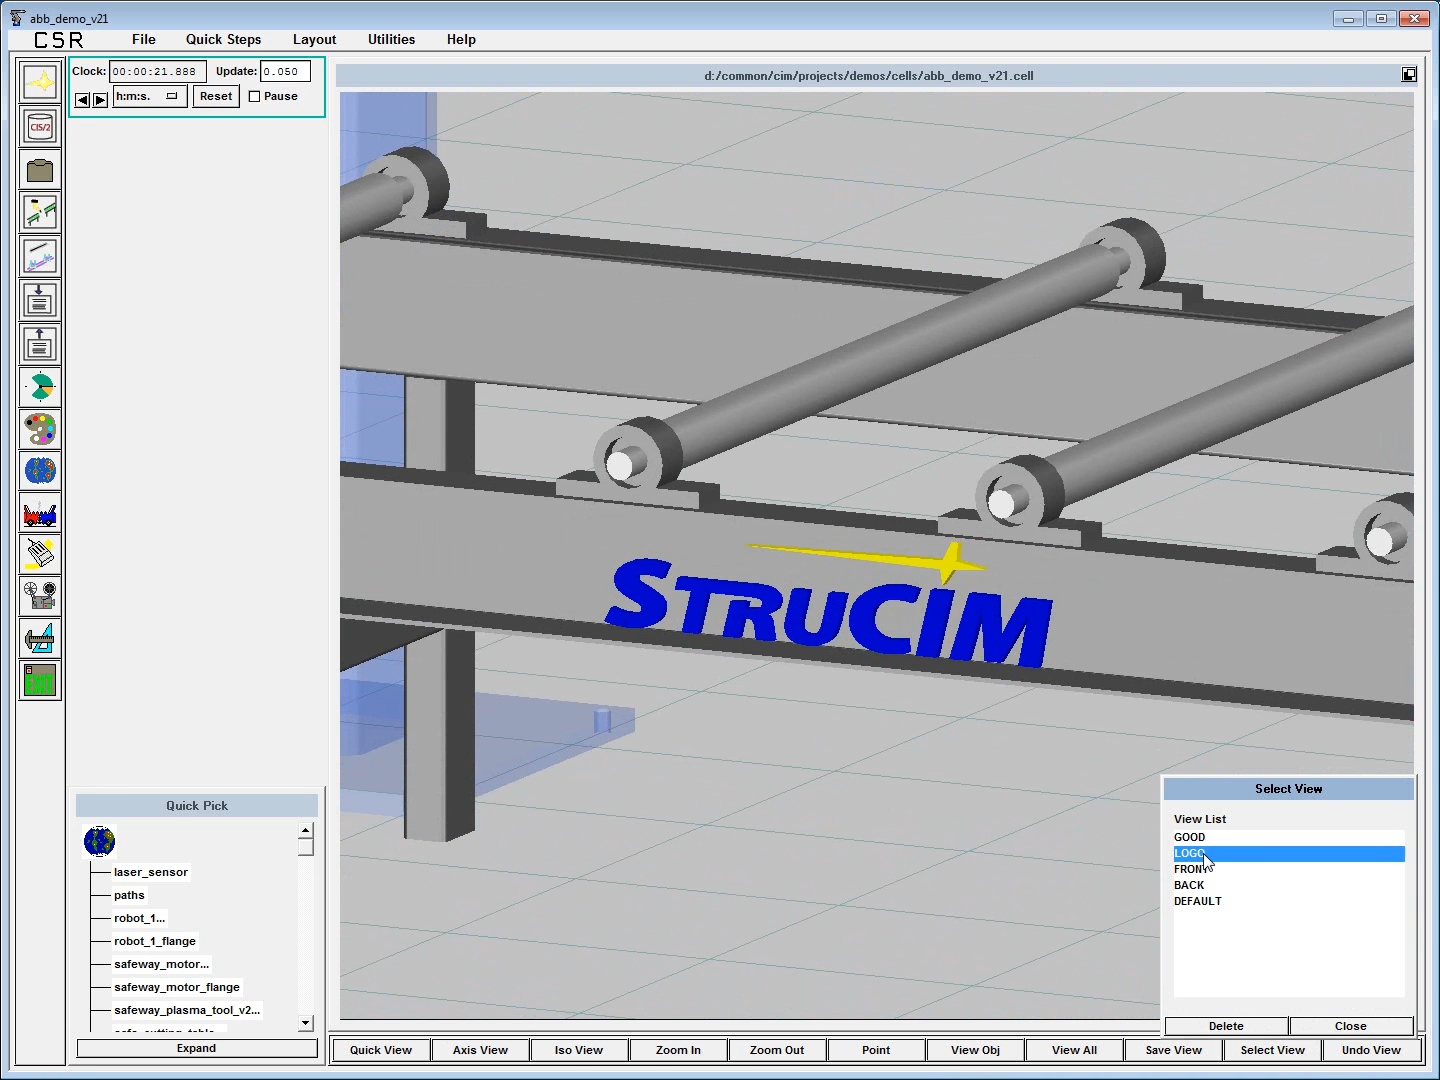 abb_demo_v21
CSR File Quick Steps Layout Utilities Help
Clock: 00:00:21.888 Update: 0.050
h:m:s. Reset Pause
d:/common/cim/projects/demos/cells/abb_demo_v21.cell
CIS/2
EXIT
STRUCIM
Quick Pick
laser_sensor
paths
robot_1...
robot_1_flange
safeway_motor...
safeway_motor_flange
safeway_plasma_tool_v2...
Expand
Select View
View List
GOOD
LOGO
FRONT
BACK
DEFAULT
Delete Close
Quick View Axis View Iso View Zoom In Zoom Out Point View Obj View All Save View Select View Undo View